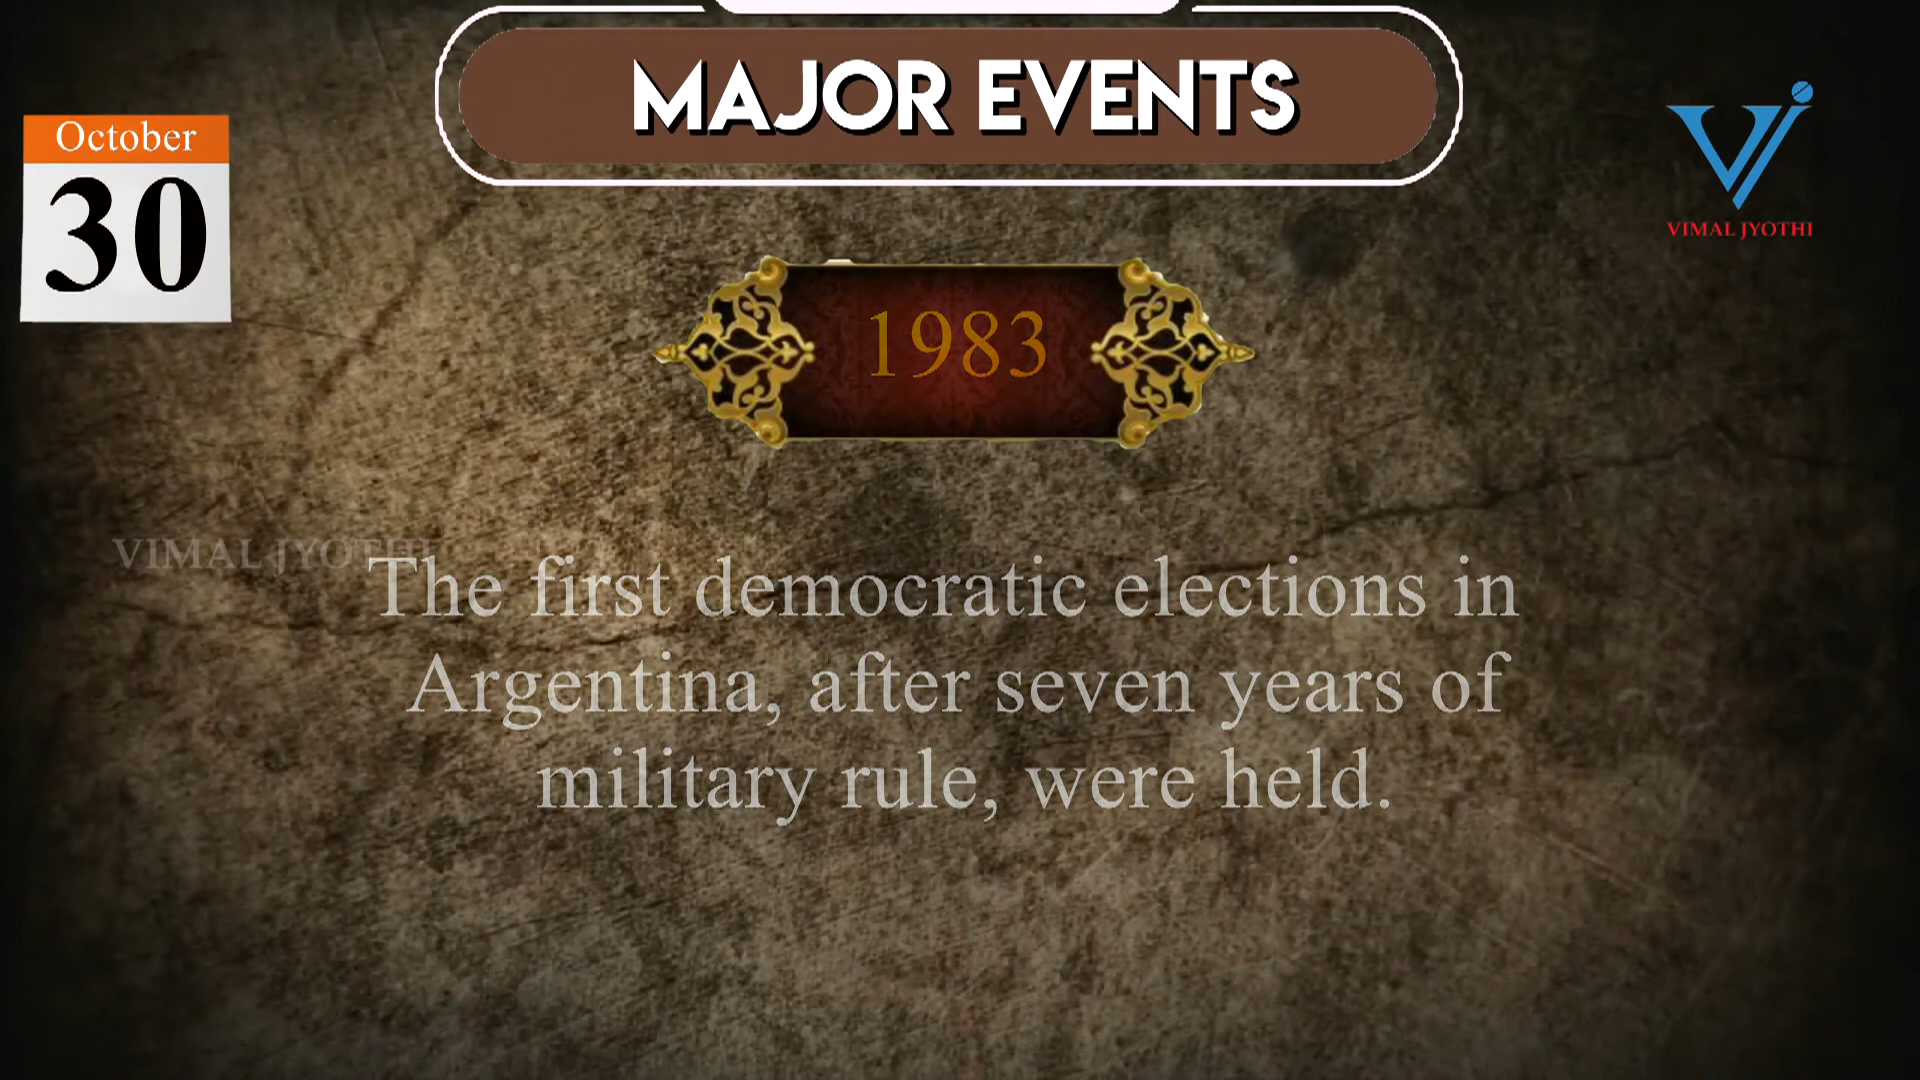 MAJOR EVENTS
October
30
VIMAL JYOTHI
1983
VIMAL JYOTHI
The first democratic elections in
Argentina, after seven years of
military rule, were held.